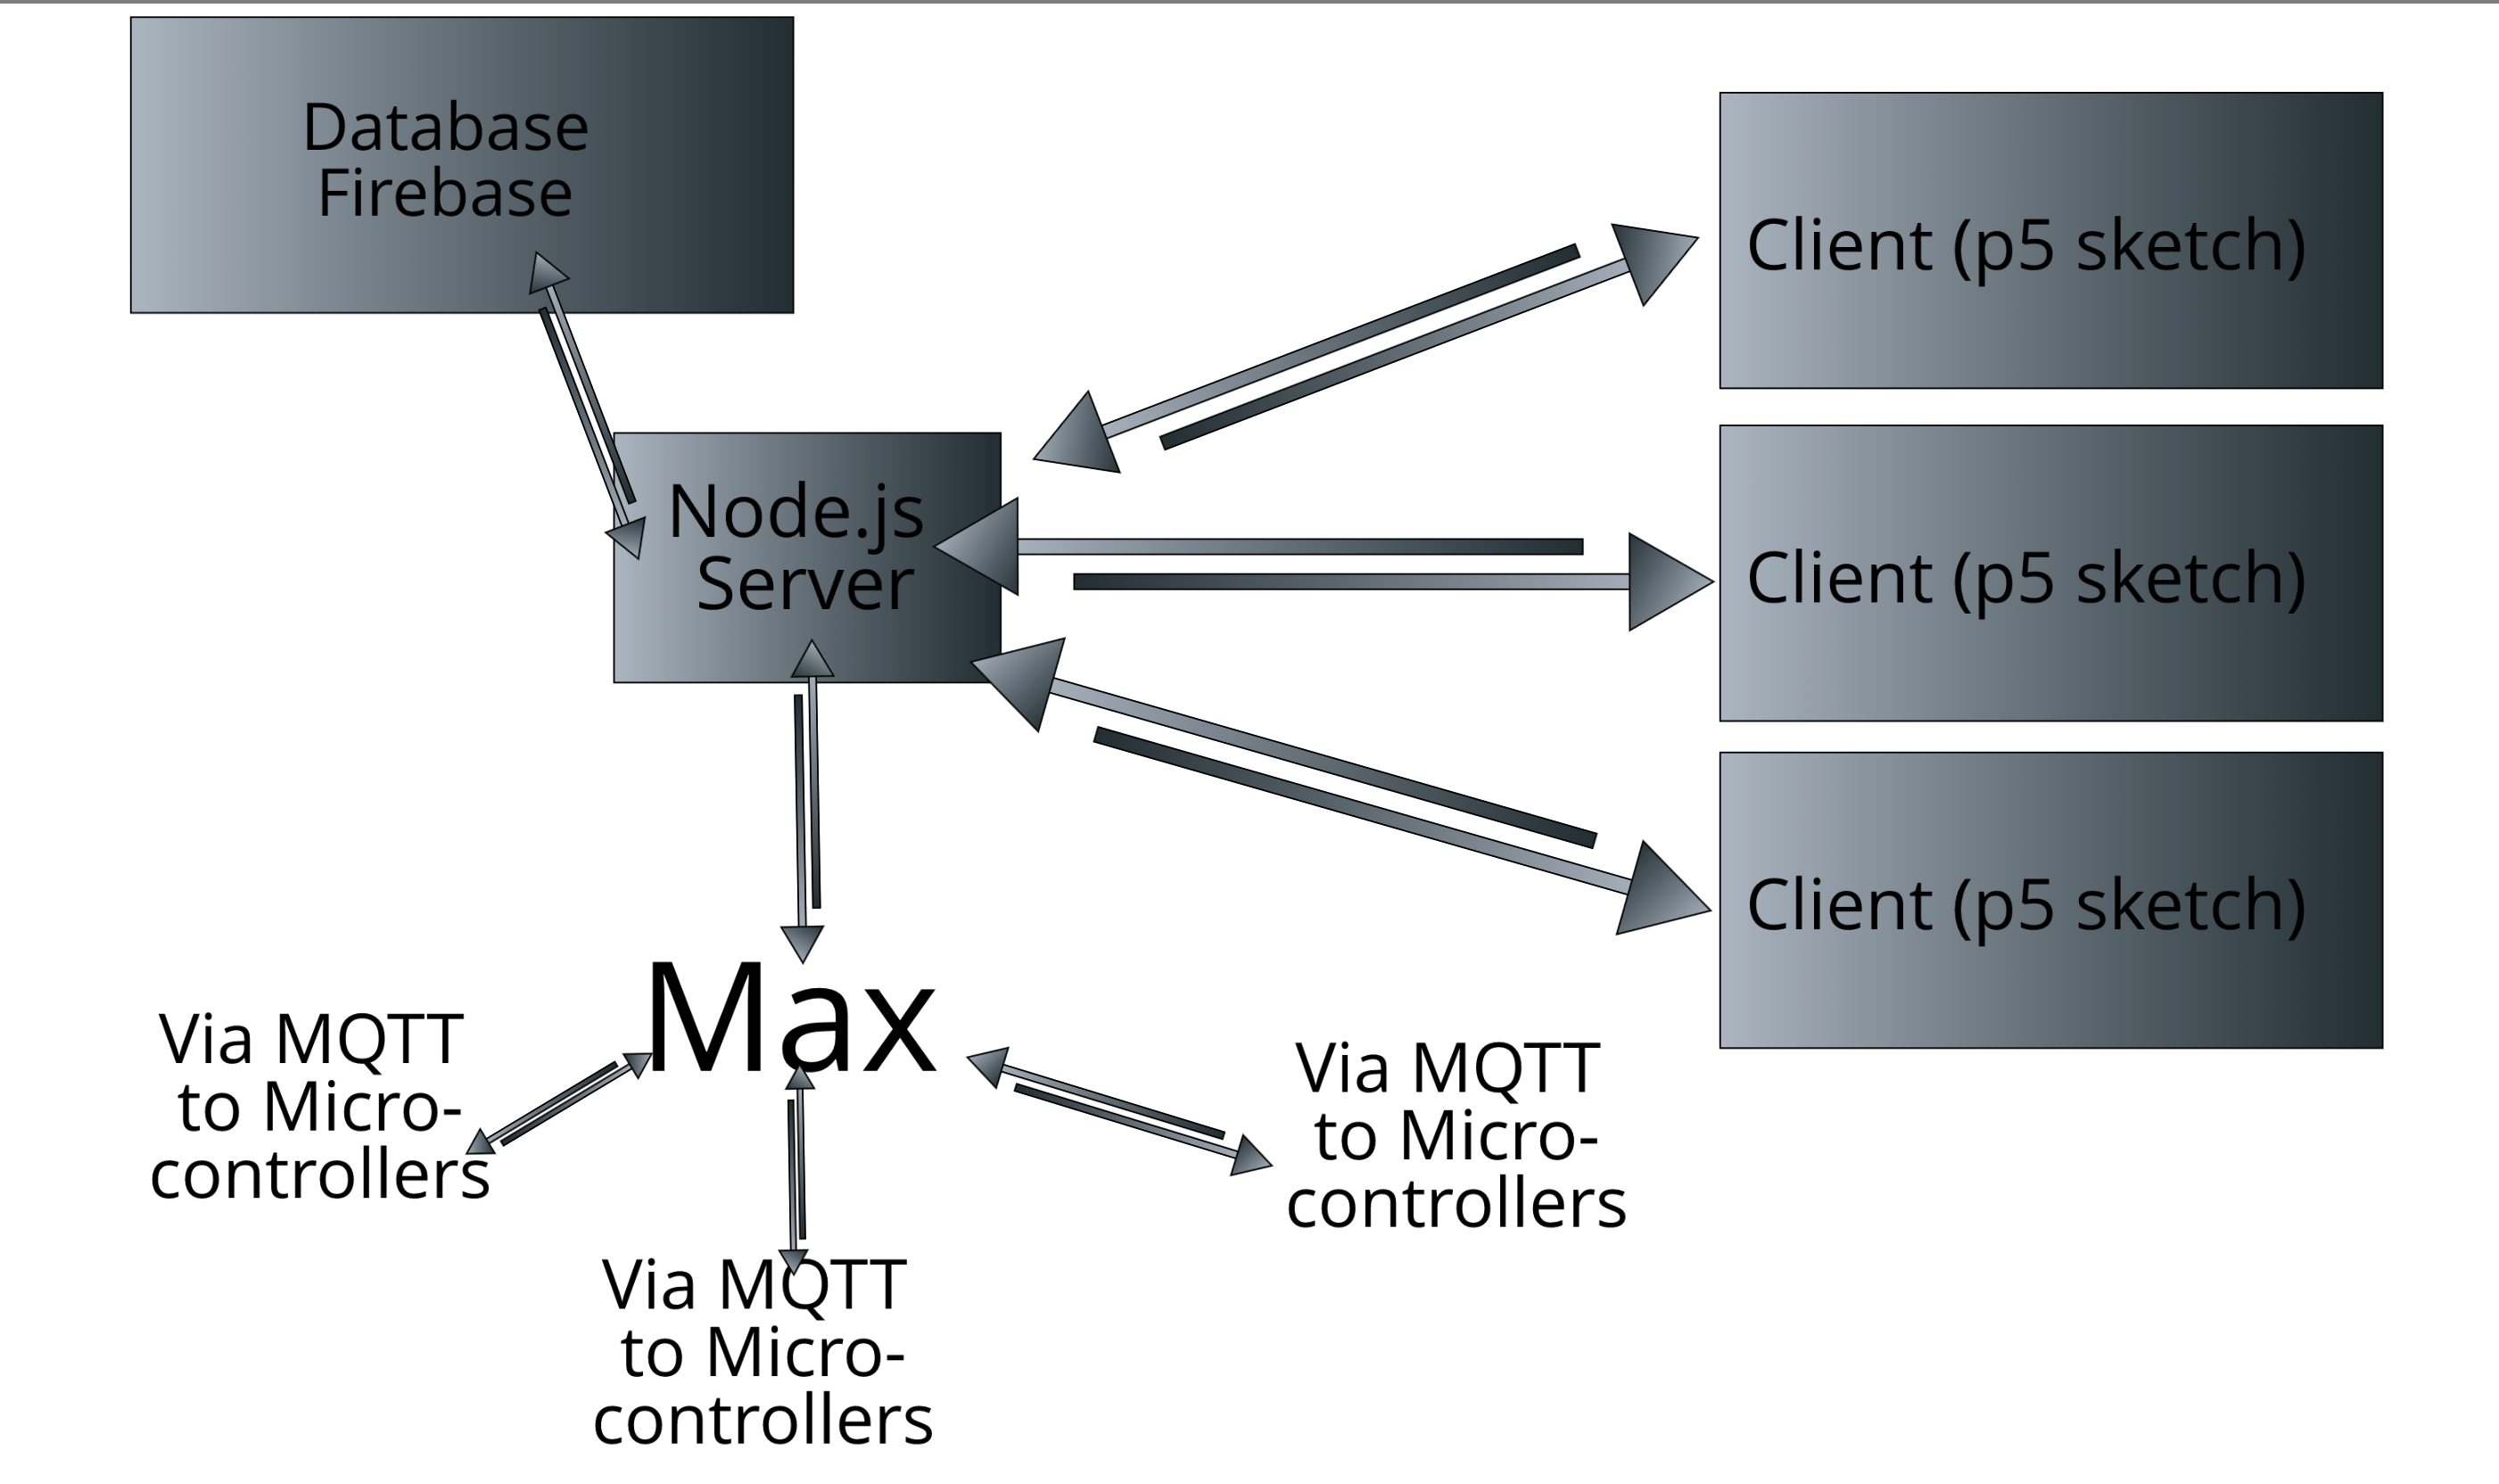 Database
Firebase
Client (p5 sketch)
Node.js
Server
Client (p5 sketch)
Client (p5 sketch)
Max
Via MQTT
to Micro-
controllers
Via MQTT
to Micro-
controllers
Via MQTT
to Micro-
controllers